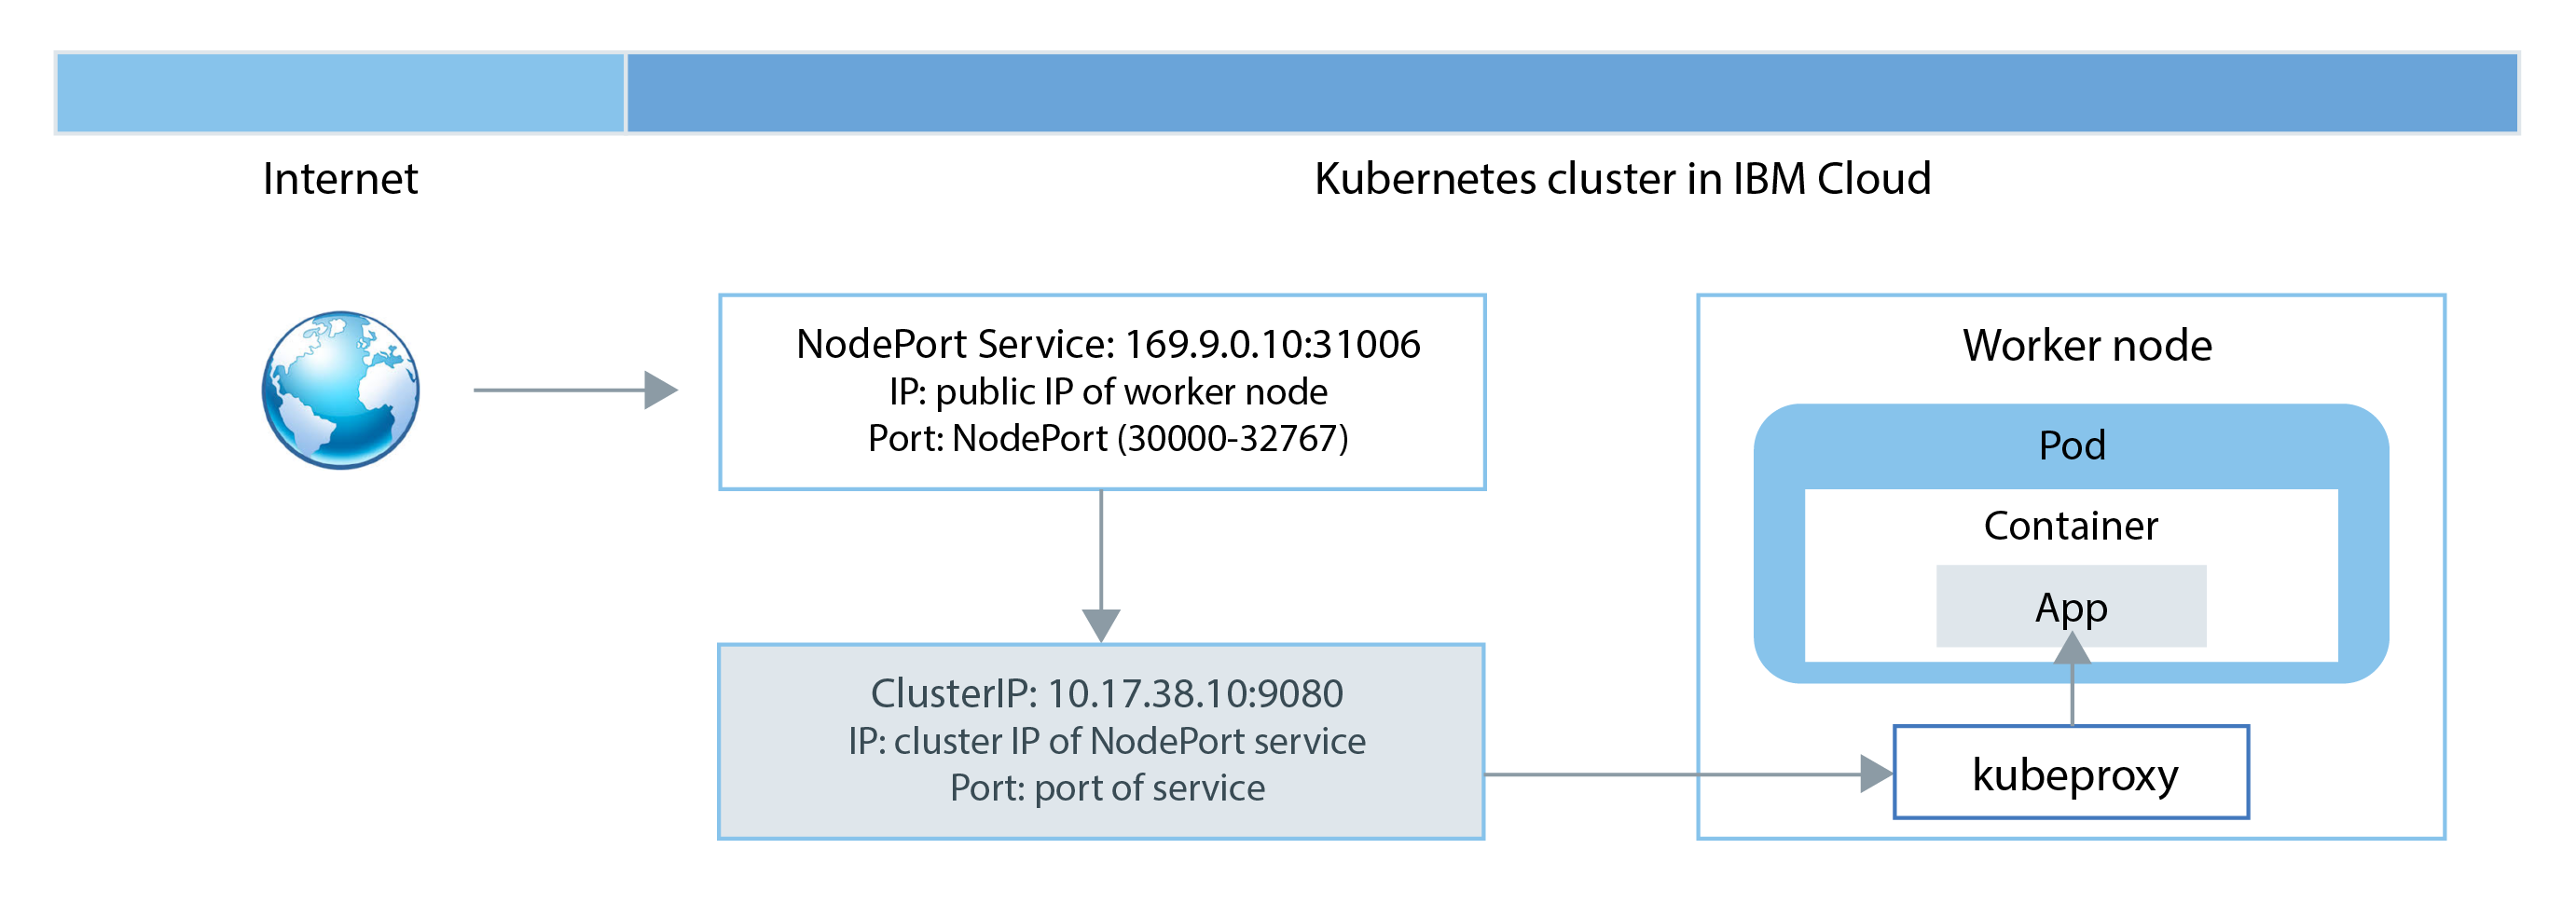 Internet
Kubernetes cluster in IBM Cloud
NodePort Service: 169.9.0.10:31006
IP: public IP of worker node
Port: NodePort (30000-32767)
ClusterIP: 10.17.38.10:9080
IP: cluster IP of NodePort service
Port: port of service
Worker node
Pod
Container
App
kubeproxy